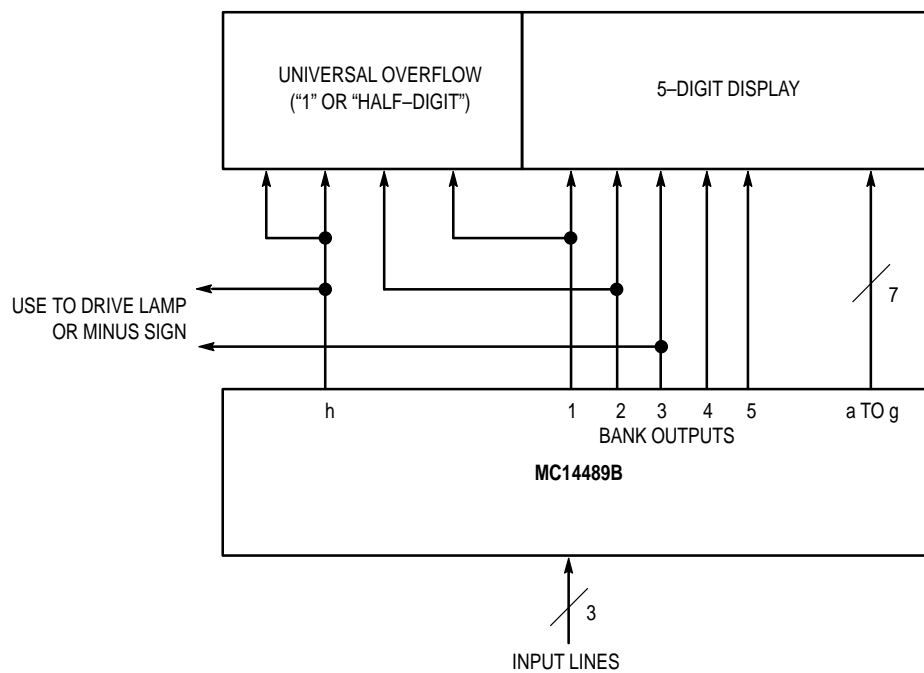 UNIVERSAL OVERFLOW
(“1” OR “HALF–DIGIT”)
5–DIGIT DISPLAY
USE TO DRIVE LAMP
OR MINUS SIGN
7
h
1 2 3 4 5
a TO g
BANK OUTPUTS
MC14489B
3
INPUT LINES